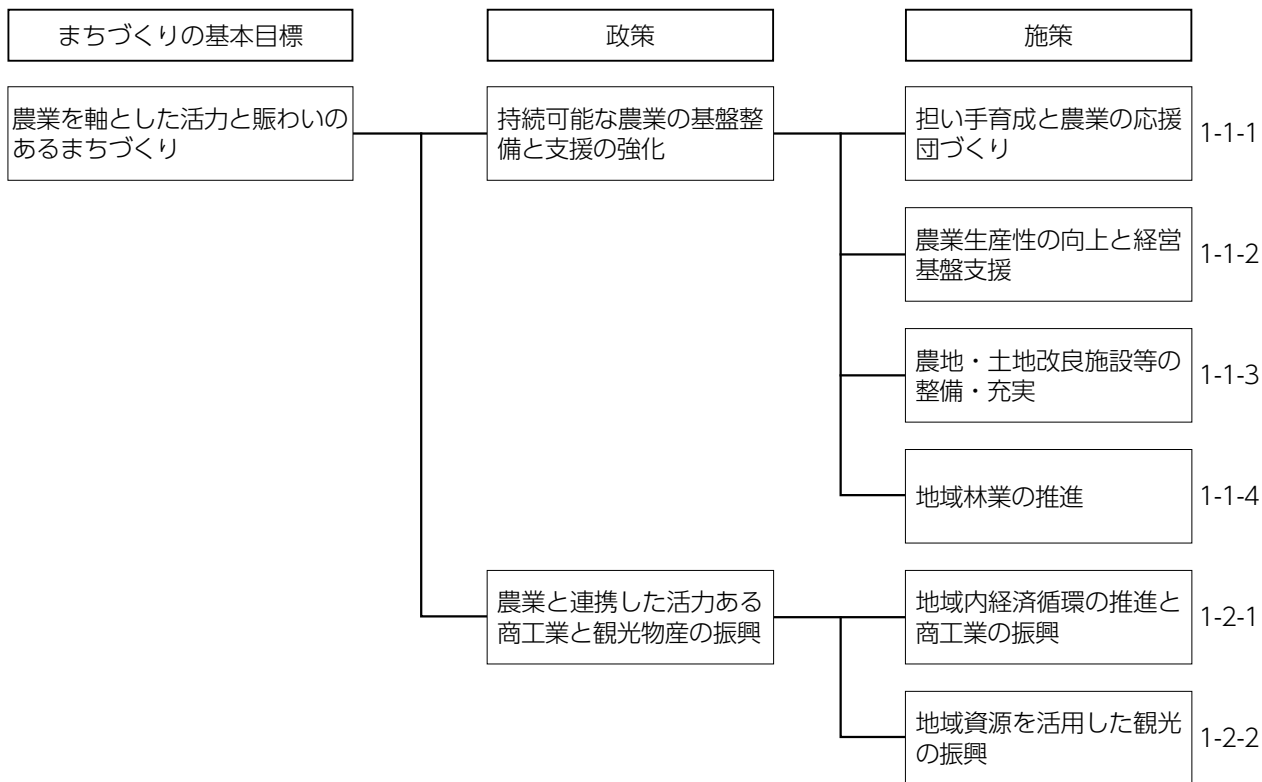 まちづくりの基本目標
政策
施策
農業を軸とした活力と賑わいの
あるまちづくり
持続可能な農業の基盤整
備と支援の強化
担い手育成と農業の応援
団づくり
1-1-1
農業生産性の向上と経営
基盤支援
1-1-2
農地・土地改良施設等の
整備・充実
1-1-3
地域林業の推進
1-1-4
農業と連携した活力ある
商工業と観光物産の振興
地域内経済循環の推進と
商工業の振興
1-2-1
地域資源を活用した観光
の振興
1-2-2